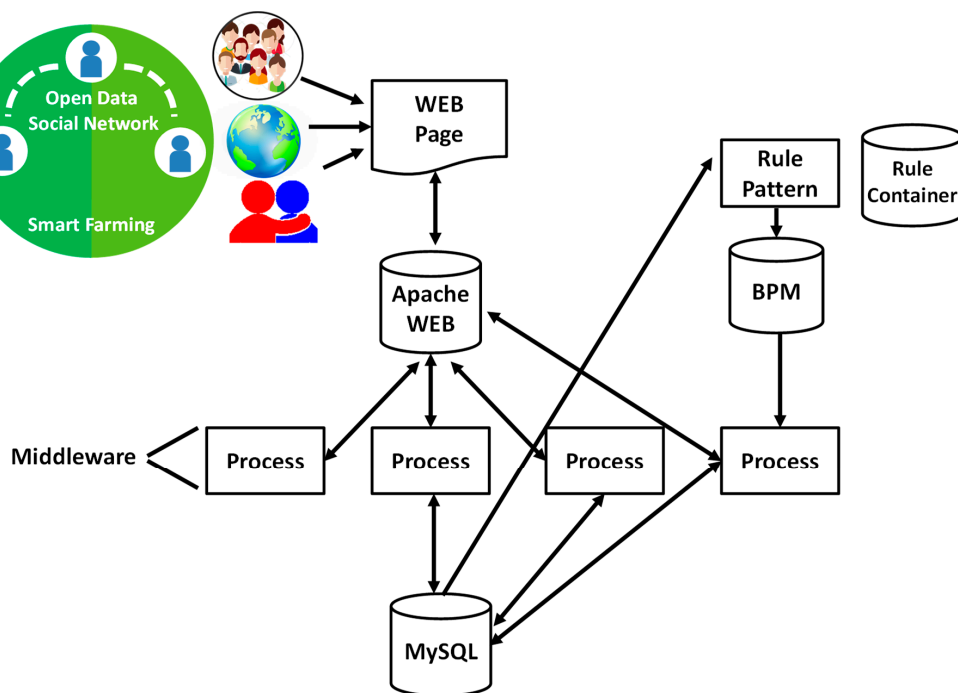 Open Data
Social Network
Smart Farming
WEB
Page
Rule
Pattern
Rule
Container
Apache
WEB
BPM
Middleware
Process
Process
Process
Process
MySQL